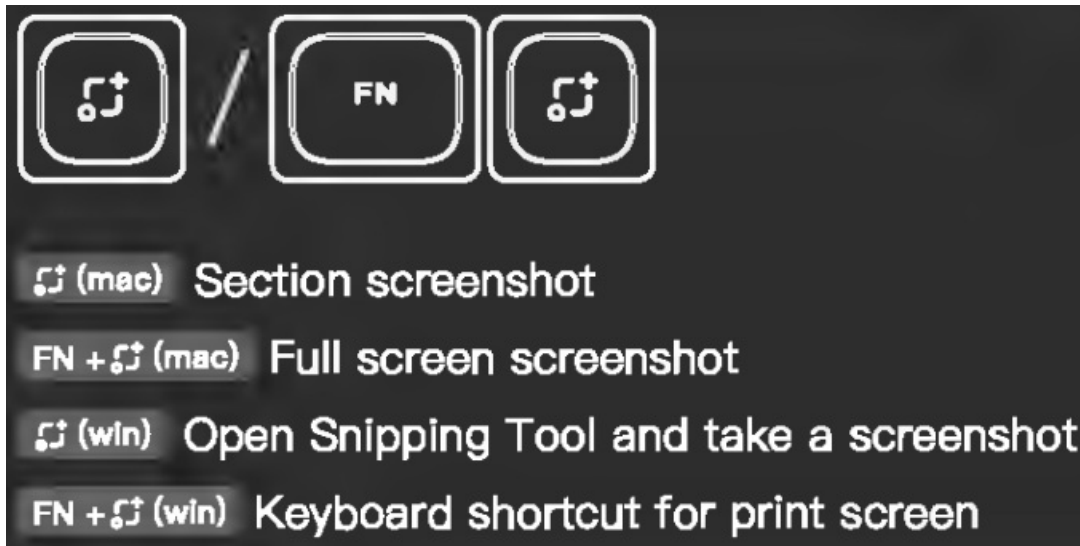 / FN
(mac) Section screenshot
FN + (mac) Full screen screenshot
(win) Open Snipping Tool and take a screenshot
FN + (win) Keyboard shortcut for print screen